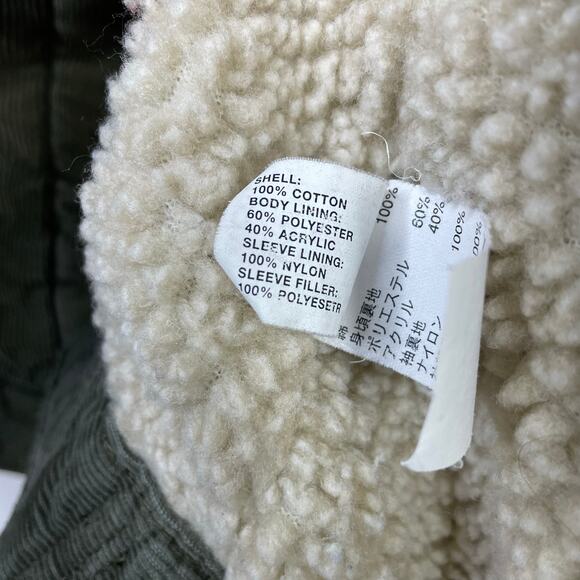 SHELL:
100% COTTON
BODY LINING:
60% POLYESTER
40% ACRYLIC
SLEEVE LINING:
100% NYLON
SLEEVE FILLER:
100% POLYESETR
綿 100%
身頃裏地
ポリエステル 60%
アクリル 40%
袖裏地
ナイロン 100%
00%